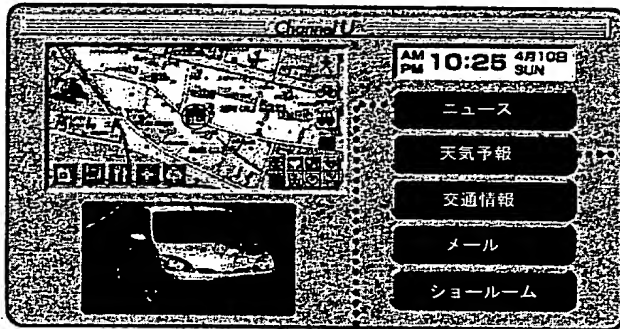 Channel U
AM
PM
10:25
4月10日
SUN
ニュース
天気予報
交通情報
メール
ショールーム